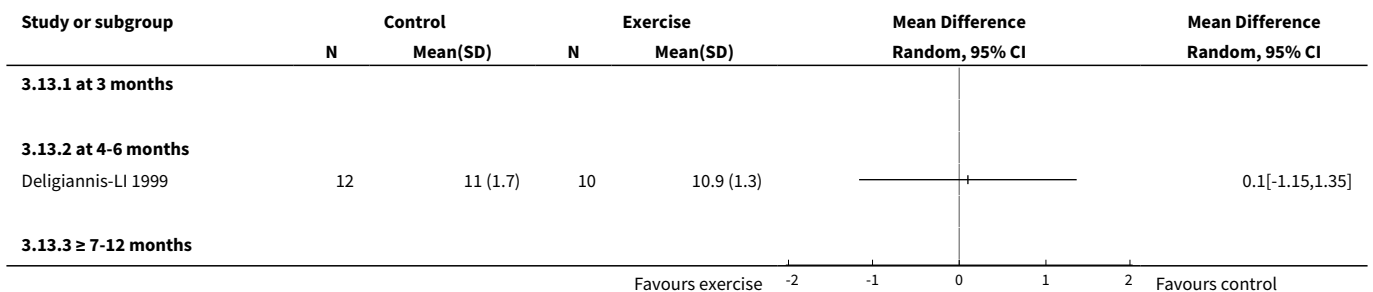 Study or subgroup Control Exercise Mean Difference Mean Difference
N Mean(SD) N Mean(SD) Random, 95% CI Random, 95% CI
3.13.1 at 3 months
3.13.2 at 4-6 months
Deligiannis-LI 1999 12 11 (1.7) 10 10.9 (1.3) 0.1[-1.15,1.35]
3.13.3 ≥ 7-12 months
Favours exercise -2 -1 0 1 2 Favours control